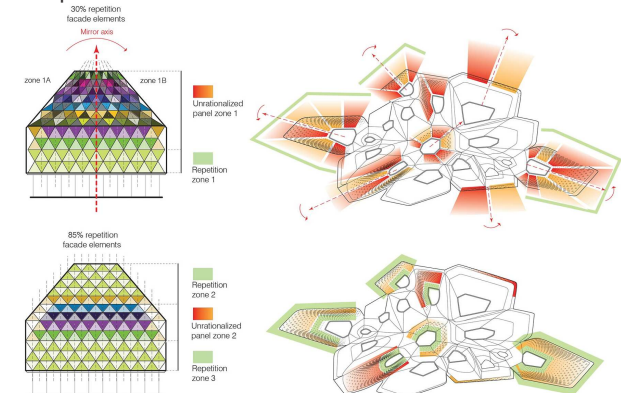 30% repetition
facade elements
Mirror axis
zone 1A
zone 1B
Unrationalized
panel zone 1
Repetition
zone 1
85% repetition
facade elements
Repetition
zone 2
Unrationalized
panel zone 2
Repetition
zone 3